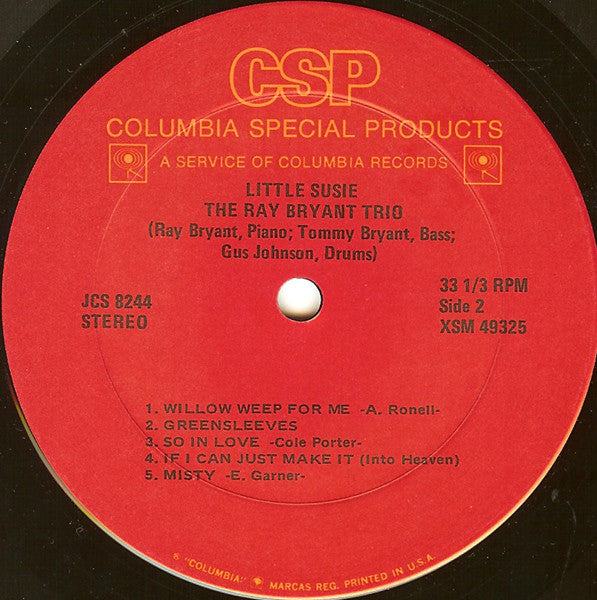 CSP
COLUMBIA SPECIAL PRODUCTS
A SERVICE OF COLUMBIA RECORDS
LITTLE SUSIE
THE RAY BRYANT TRIO
(Ray Bryant, Piano; Tommy Bryant, Bass;
Gus Johnson, Drums)
JCS 8244
STEREO
33 1/3 RPM
Side 2
XSM 49325
1. WILLOW WEEP FOR ME -A. Ronell-
2. GREENSLEEVES
3. SO IN LOVE -Cole Porter-
4. IF I CAN JUST MAKE IT (Into Heaven)
5. MISTY -E. Garner-
® "COLUMBIA," MARCAS REG. PRINTED IN U.S.A.